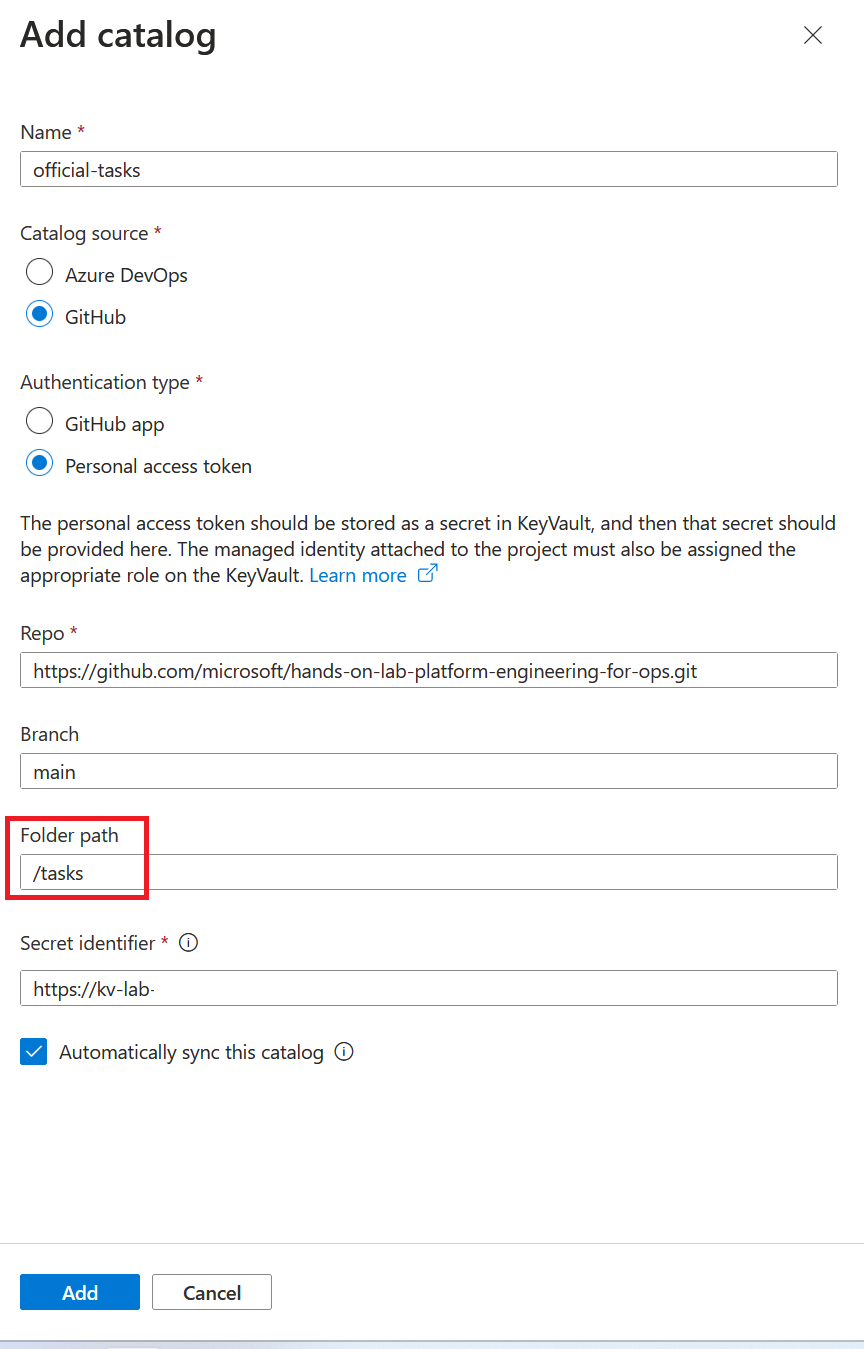 Add catalog
Name *
official-tasks
Catalog source *
Azure DevOps
GitHub
Authentication type *
GitHub app
Personal access token
The personal access token should be stored as a secret in KeyVault, and then that secret should
be provided here. The managed identity attached to the project must also be assigned the
appropriate role on the KeyVault. Learn more
Repo *
https://github.com/microsoft/hands-on-lab-platform-engineering-for-ops.git
Branch
main
Folder path
/tasks
Secret identifier *
https://kv-lab-
Automatically sync this catalog
Add
Cancel